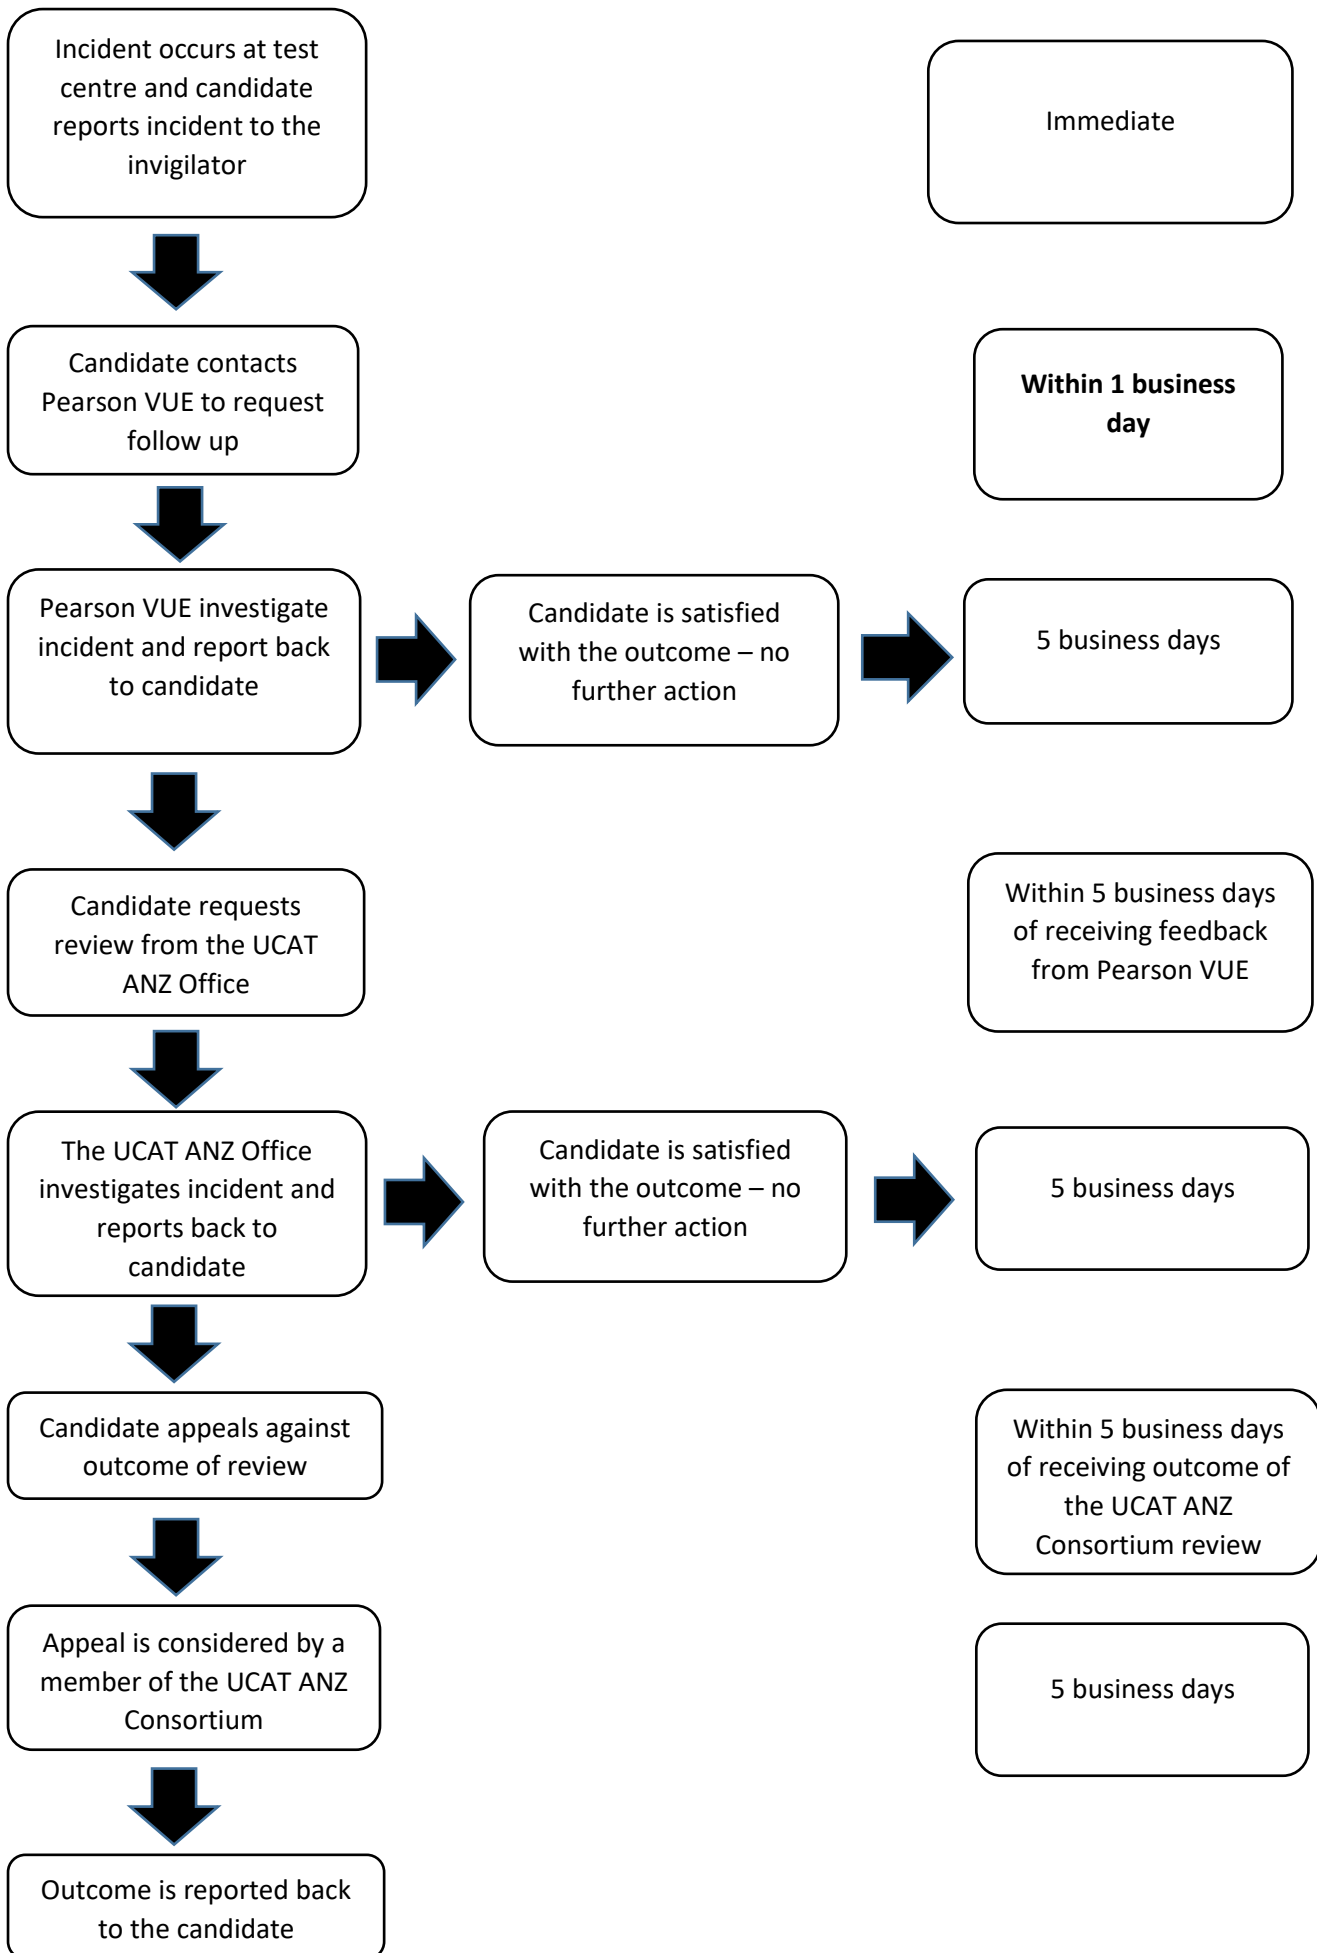 Incident occurs at test
centre and candidate
reports incident to the
invigilator
Immediate
Candidate contacts
Pearson VUE to request
follow up
Within 1 business
day
Pearson VUE investigate
incident and report back
to candidate
Candidate is satisfied
with the outcome – no
further action
5 business days
Candidate requests
review from the UCAT
ANZ Office
Within 5 business days
of receiving feedback
from Pearson VUE
The UCAT ANZ Office
investigates incident and
reports back to
candidate
Candidate is satisfied
with the outcome – no
further action
5 business days
Candidate appeals against
outcome of review
Within 5 business days
of receiving outcome of
the UCAT ANZ
Consortium review
Appeal is considered by a
member of the UCAT ANZ
Consortium
5 business days
Outcome is reported back
to the candidate